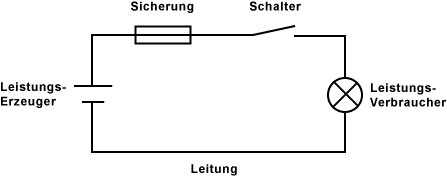 Sicherung
Schalter
Leistungs-
Erzeuger
Leistungs-
Verbraucher
Leitung